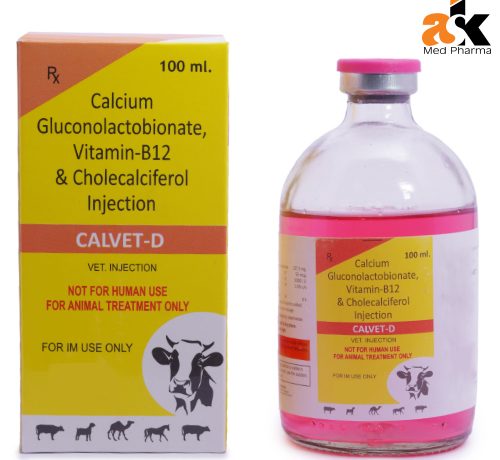 atk
Med Pharma
Rx
100 ml.
Calcium
Gluconolactobionate,
Vitamin-B12
& Cholecalciferol
Injection
CALVET-D
VET. INJECTION
NOT FOR HUMAN USE
FOR ANIMAL TREATMENT ONLY
FOR IM USE ONLY
Rx
100 ml.
Calcium
Gluconolactobionate,
Vitamin-B12
& Cholecalciferol
Injection
CALVET-D
VET. INJECTION
NOT FOR HUMAN USE
FOR ANIMAL TREATMENT ONLY
FOR IM USE ONLY